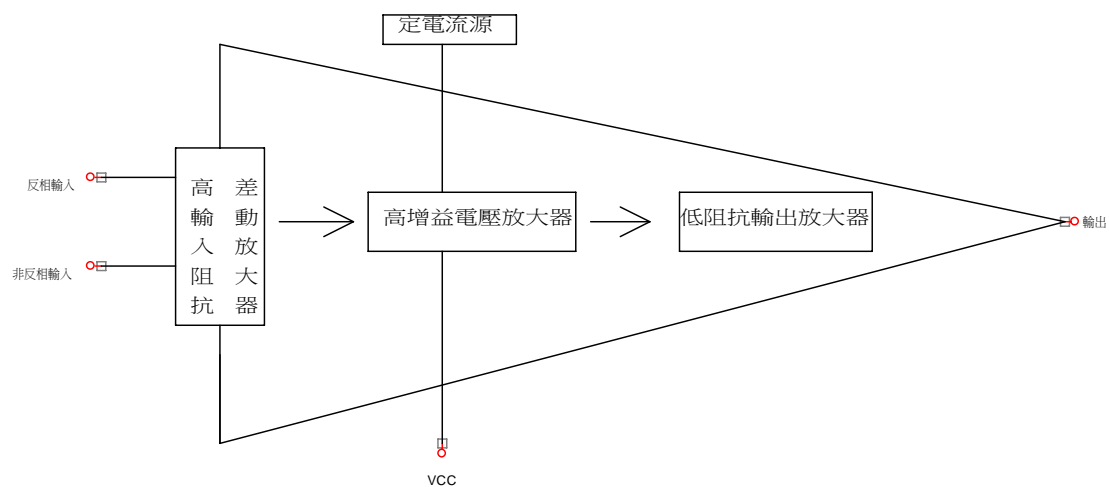 定電流源
反相輸入
非反相輸入
高輸入阻抗
差動放大器
高增益電壓放大器
低阻抗輸出放大器
輸出
VCC